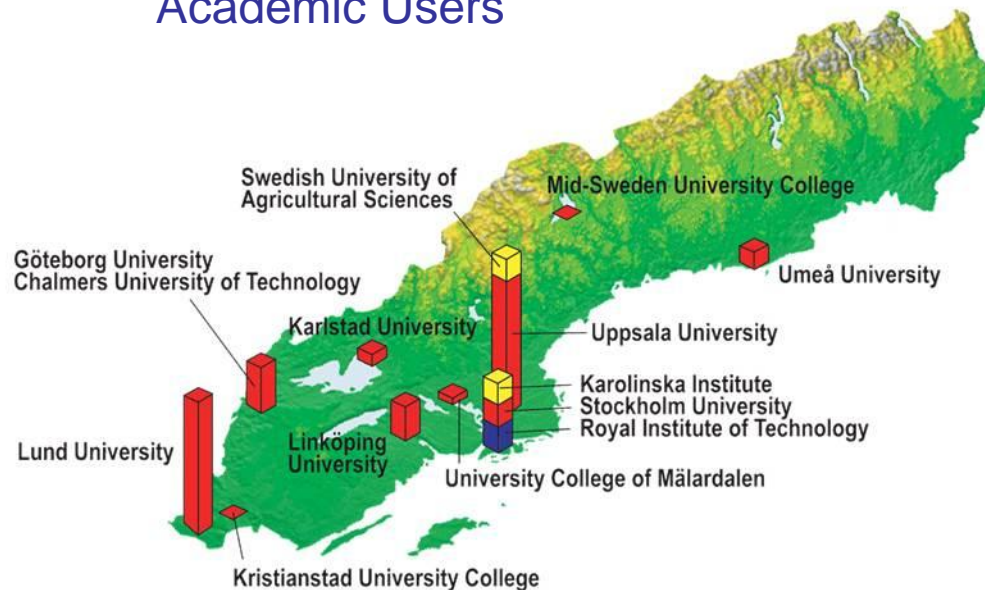 Academic Users
Swedish University of
Agricultural Sciences
Mid-Sweden University College
Göteborg University
Chalmers University of Technology
Umeå University
Karlstad University
Uppsala University
Karolinska Institute
Stockholm University
Royal Institute of Technology
Lund University
Linköping
University
University College of Mälardalen
Kristianstad University College